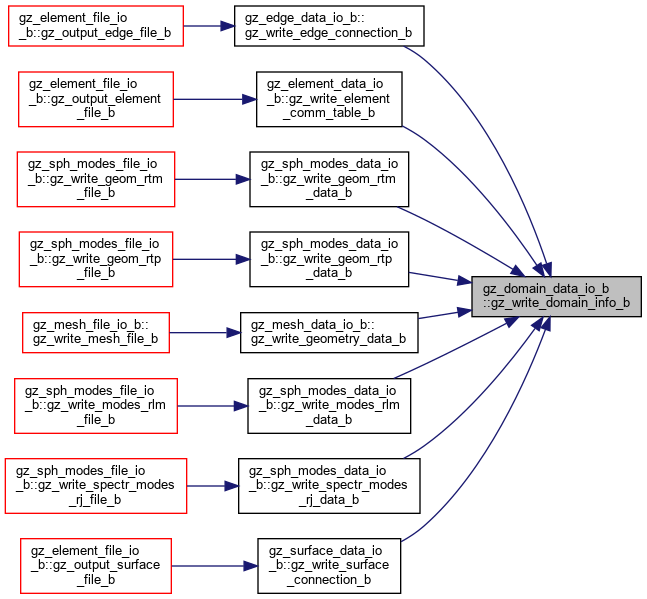 gz_element_file_io
_b::gz_output_edge_file_b
gz_edge_data_io_b::
gz_write_edge_connection_b
gz_element_file_io
_b::gz_output_element
_file_b
gz_element_data_io
_b::gz_write_element
_comm_table_b
gz_sph_modes_file_io
_b::gz_write_geom_rtm
_file_b
gz_sph_modes_data_io
_b::gz_write_geom_rtm
_data_b
gz_sph_modes_file_io
_b::gz_write_geom_rtp
_file_b
gz_sph_modes_data_io
_b::gz_write_geom_rtp
_data_b
gz_domain_data_io_b
::gz_write_domain_info_b
gz_mesh_file_io_b::
gz_write_mesh_file_b
gz_mesh_data_io_b::
gz_write_geometry_data_b
gz_sph_modes_file_io
_b::gz_write_modes_rlm
_file_b
gz_sph_modes_data_io
_b::gz_write_modes_rlm
_data_b
gz_sph_modes_file_io
_b::gz_write_spectr_modes
_rj_file_b
gz_sph_modes_data_io
_b::gz_write_spectr_modes
_rj_data_b
gz_element_file_io
_b::gz_output_surface
_file_b
gz_surface_data_io
_b::gz_write_surface
_connection_b